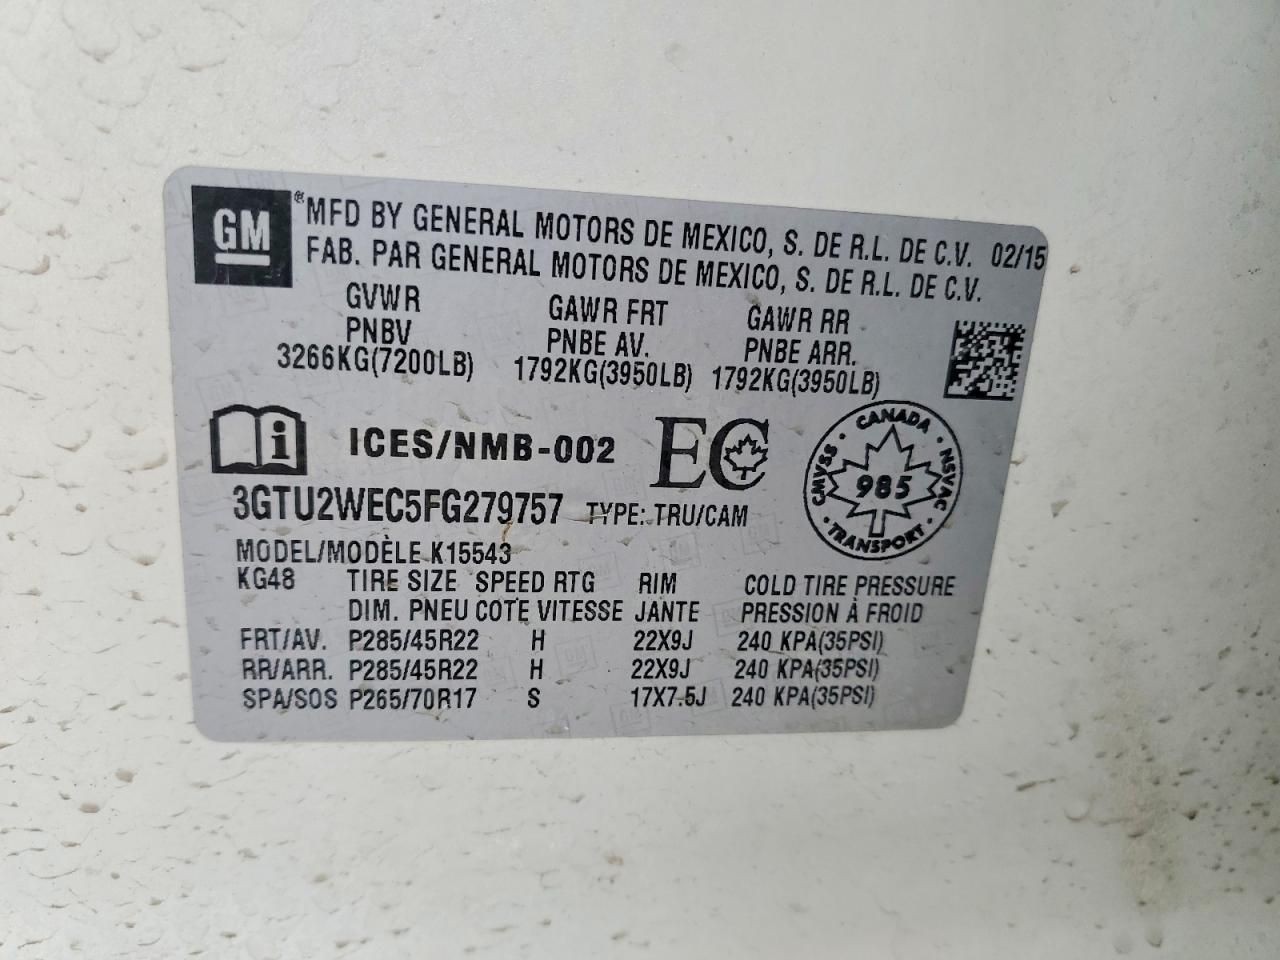 GM ® MFD BY GENERAL MOTORS DE MEXICO, S. DE R.L. DE C.V. 02/15
FAB. PAR GENERAL MOTORS DE MEXICO, S. DE R.L. DE C.V.
GVWR GAWR FRT GAWR RR
PNBV PNBE AV. PNBE ARR.
3266KG(7200LB) 1792KG(3950LB) 1792KG(3950LB)
i ICES/NMB-002 EC
CANADA · NSVAC · TRANSPORT · CMVSS ·
985
3GTU2WEC5FG279757 TYPE: TRU/CAM
MODEL/MODÈLE K15543
KG48 TIRE SIZE SPEED RTG RIM COLD TIRE PRESSURE
DIM. PNEU COTE VITESSE JANTE PRESSION À FROID
FRT/AV. P285/45R22 H 22X9J 240 KPA(35PSI)
RR/ARR. P285/45R22 H 22X9J 240 KPA(35PSI)
SPA/SOS P265/70R17 S 17X7.5J 240 KPA(35PSI)